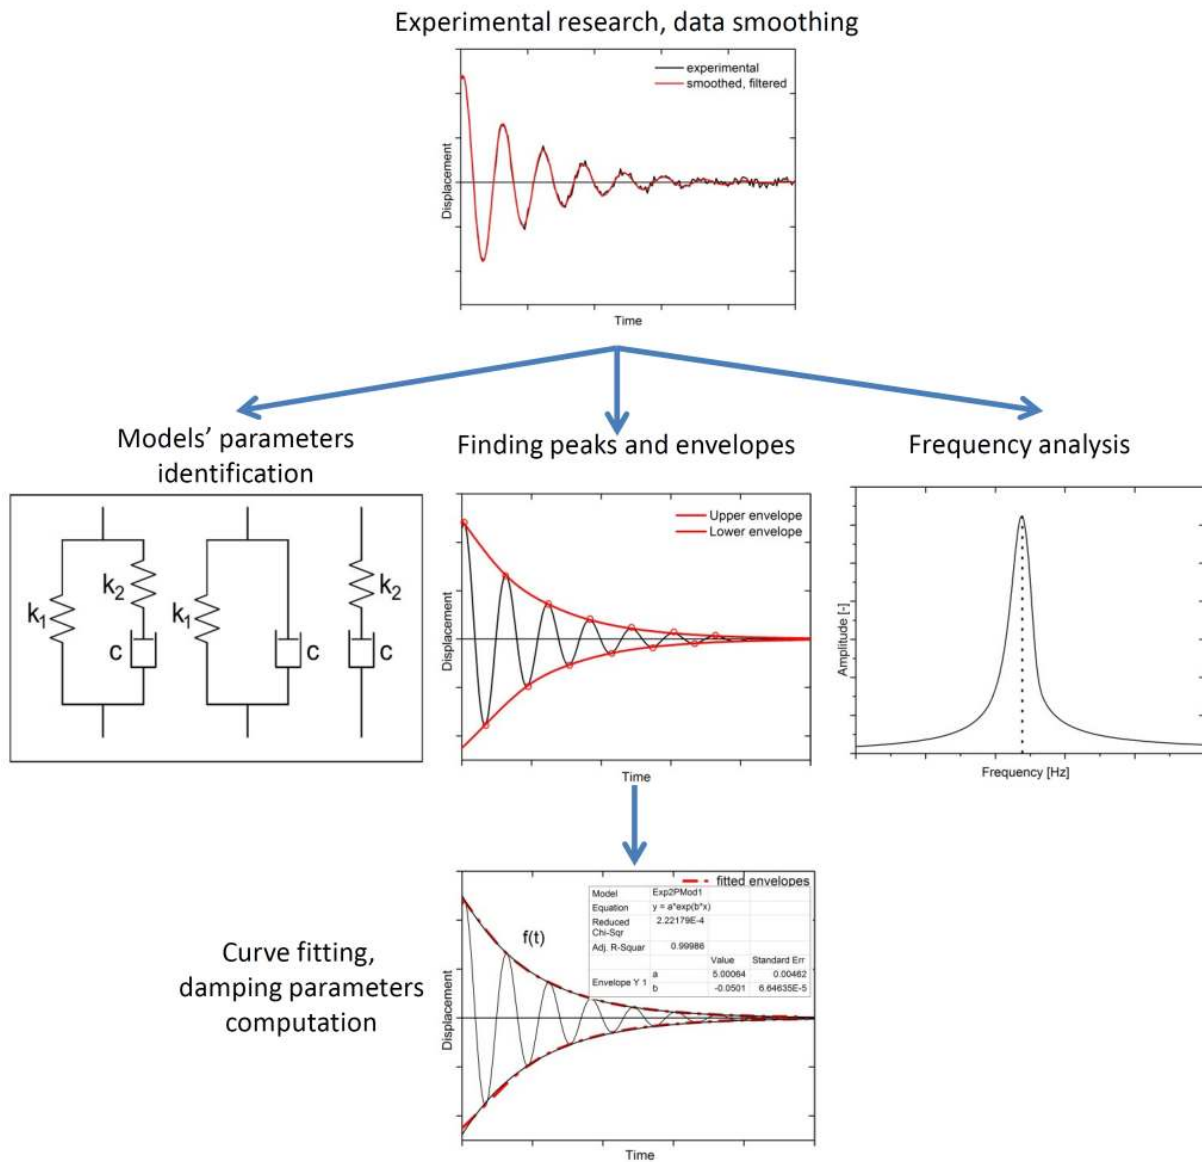 Experimental research, data smoothing
experimental
smoothed, filtered
Displacement
Time
Models' parameters
identification
k1
k2
c
k1
c
k2
c
Finding peaks and envelopes
Upper envelope
Lower envelope
Displacement
Time
Frequency analysis
Amplitude [-]
Frequency [Hz]
Curve fitting,
damping parameters
computation
fitted envelopes
f(t)
Model Exp2PMod1
Equation y = a*exp(b*x)
Reduced Chi-Sqr 2.22179E-4
Adj. R-Squar 0.99986
Value Standard Err
Envelope Y 1 a 5.00064 0.00462
b -0.0501 6.64635E-5
Displacement
Time